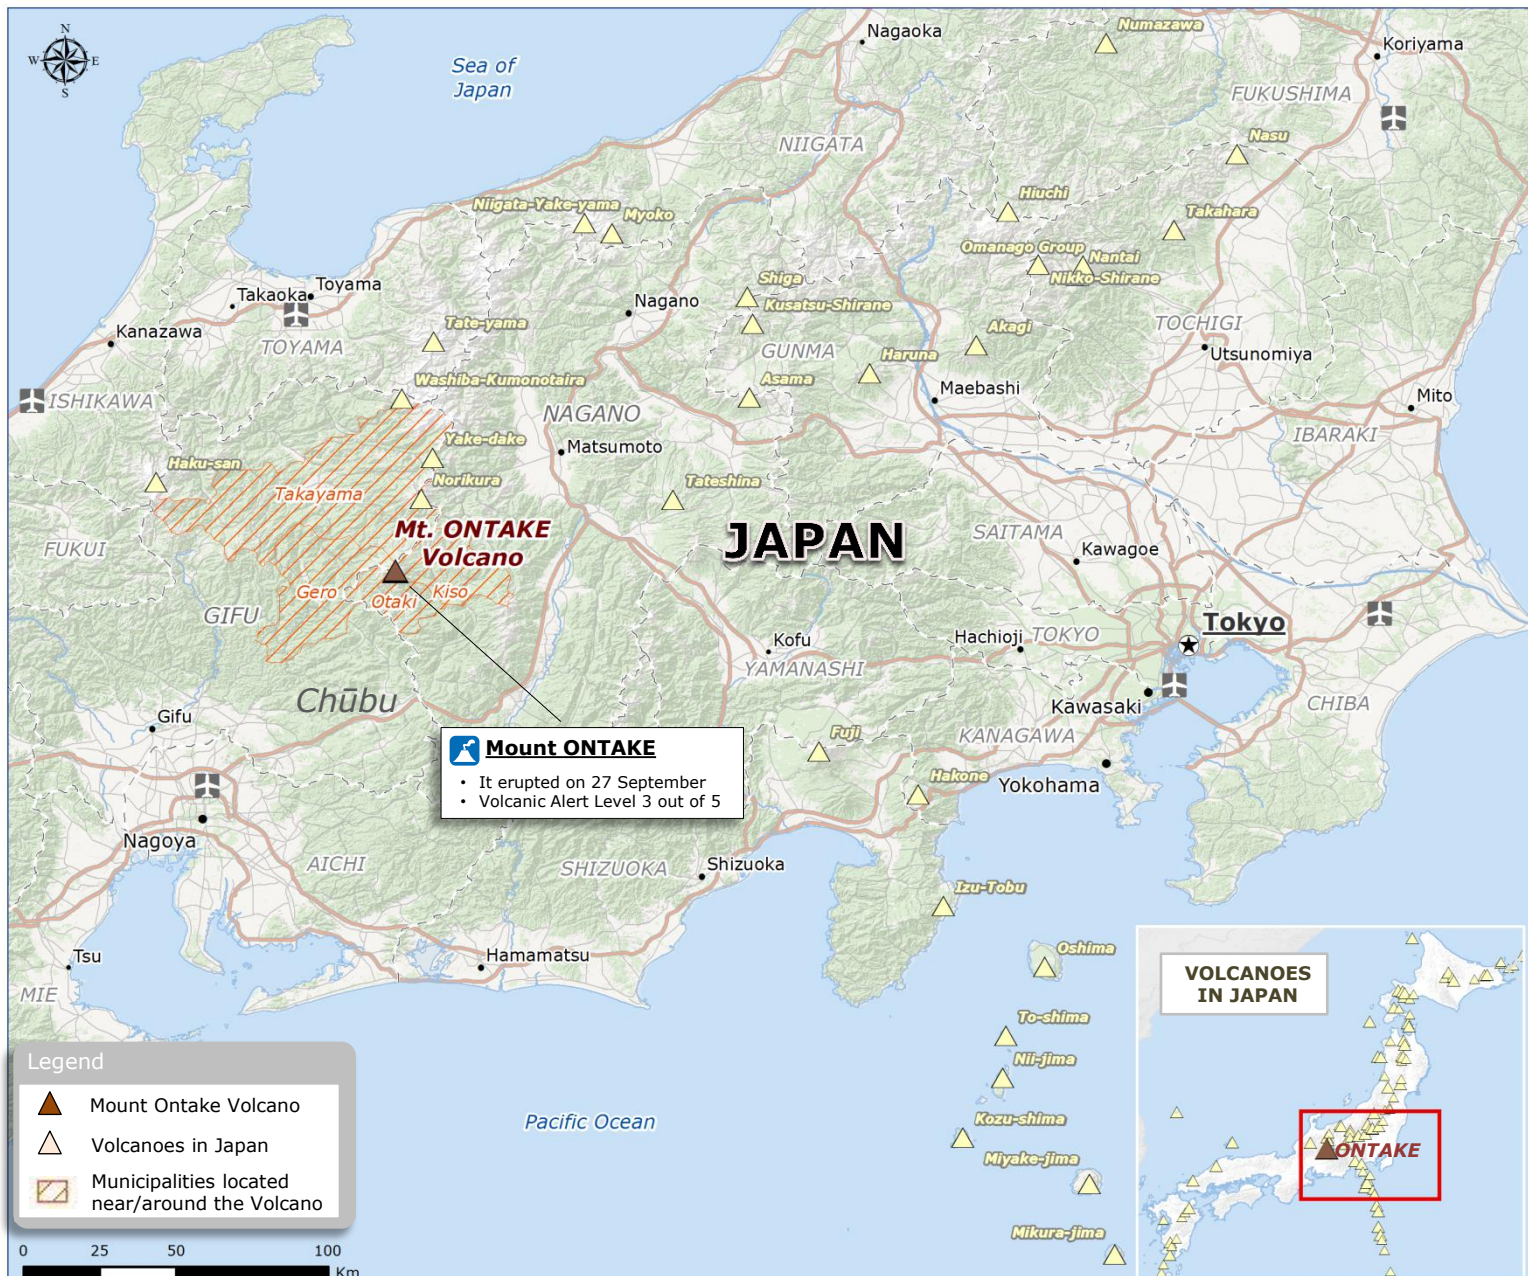 N
W E
S
Sea of
Japan
Nagaoka
Numazawa
Koriyama
FUKUSHIMA
NIIGATA
Nasu
Niigata-Yake-yama
Myoko
Hiuchi
Takahara
Omanago Group
Nantai
Nikko-Shirane
Shiga
Kusatsu-Shirane
Toyama
Takaoka
Nagano
Kanazawa
TOYAMA
Tate-yama
GUNMA
Akagi
TOCHIGI
Utsunomiya
Haruna
Washiba-Kumonotaira
Asama
Maebashi
ISHIKAWA
NAGANO
Mito
IBARAKI
Yake-dake
Matsumoto
Haku-san
Norikura
Tateshina
Takayama
Mt. ONTAKE
Volcano
JAPAN
SAITAMA
Kawagoe
FUKUI
Gero
Otaki
Kiso
GIFU
Tokyo
Hachioji
TOKYO
Kofu
YAMANASHI
Chūbu
Kawasaki
CHIBA
Gifu
Fuji
KANAGAWA
Mount ONTAKE
• It erupted on 27 September
• Volcanic Alert Level 3 out of 5
Hakone
Yokohama
Nagoya
AICHI
SHIZUOKA
Shizuoka
Izu-Tobu
Tsu
Hamamatsu
Oshima
MIE
To-shima
Nii-jima
Kozu-shima
Miyake-jima
Mikura-jima
Pacific Ocean
VOLCANOES
IN JAPAN
ONTAKE
Legend
Mount Ontake Volcano
Volcanoes in Japan
Municipalities located
near/around the Volcano
0 25 50 100
Km